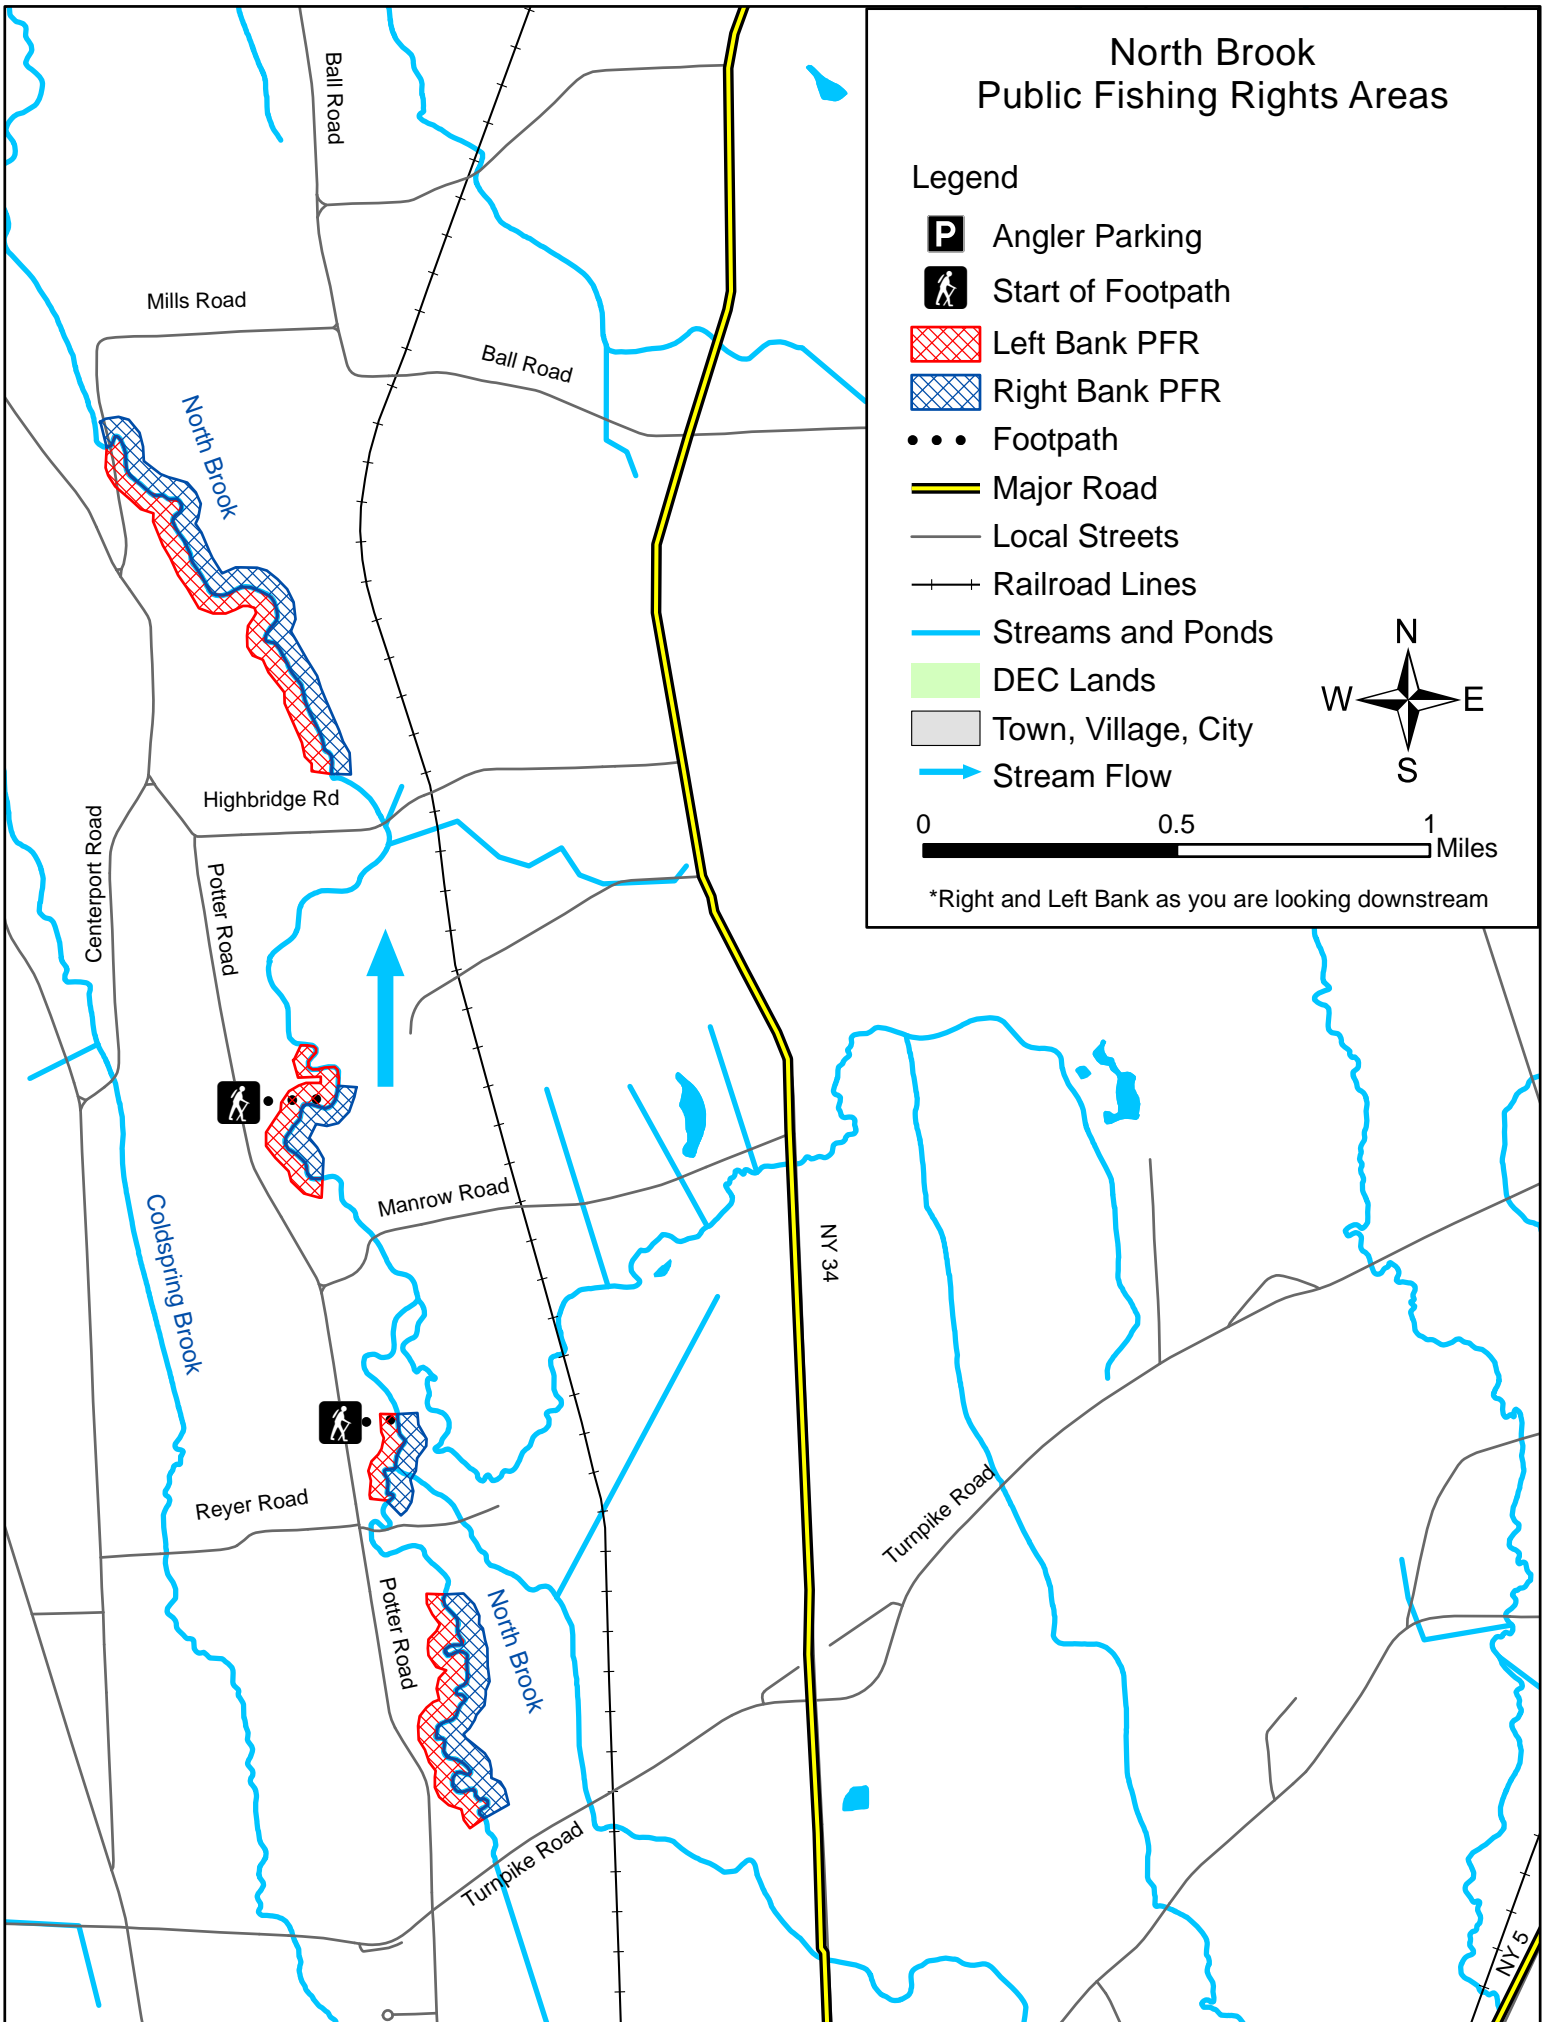 North Brook
Public Fishing Rights Areas
Legend
P Angler Parking
Start of Footpath
Left Bank PFR
Right Bank PFR
Footpath
Major Road
Local Streets
Railroad Lines
Streams and Ponds
DEC Lands
Town, Village, City
Stream Flow
N
W E
S
0 0.5 1
Miles
*Right and Left Bank as you are looking downstream
Ball Road
Mills Road
Ball Road
North Brook
Highbridge Rd
Centerport Road
Potter Road
Manrow Road
Coldspring Brook
NY 34
Reyer Road
Turnpike Road
Potter Road
North Brook
Turnpike Road
NY 5